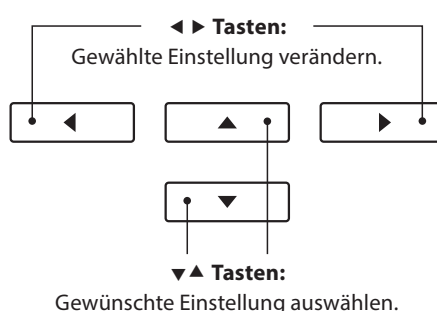 ◀ ▶ Tasten:
Gewählte Einstellung verändern.
▼▲ Tasten:
Gewünschte Einstellung auswählen.